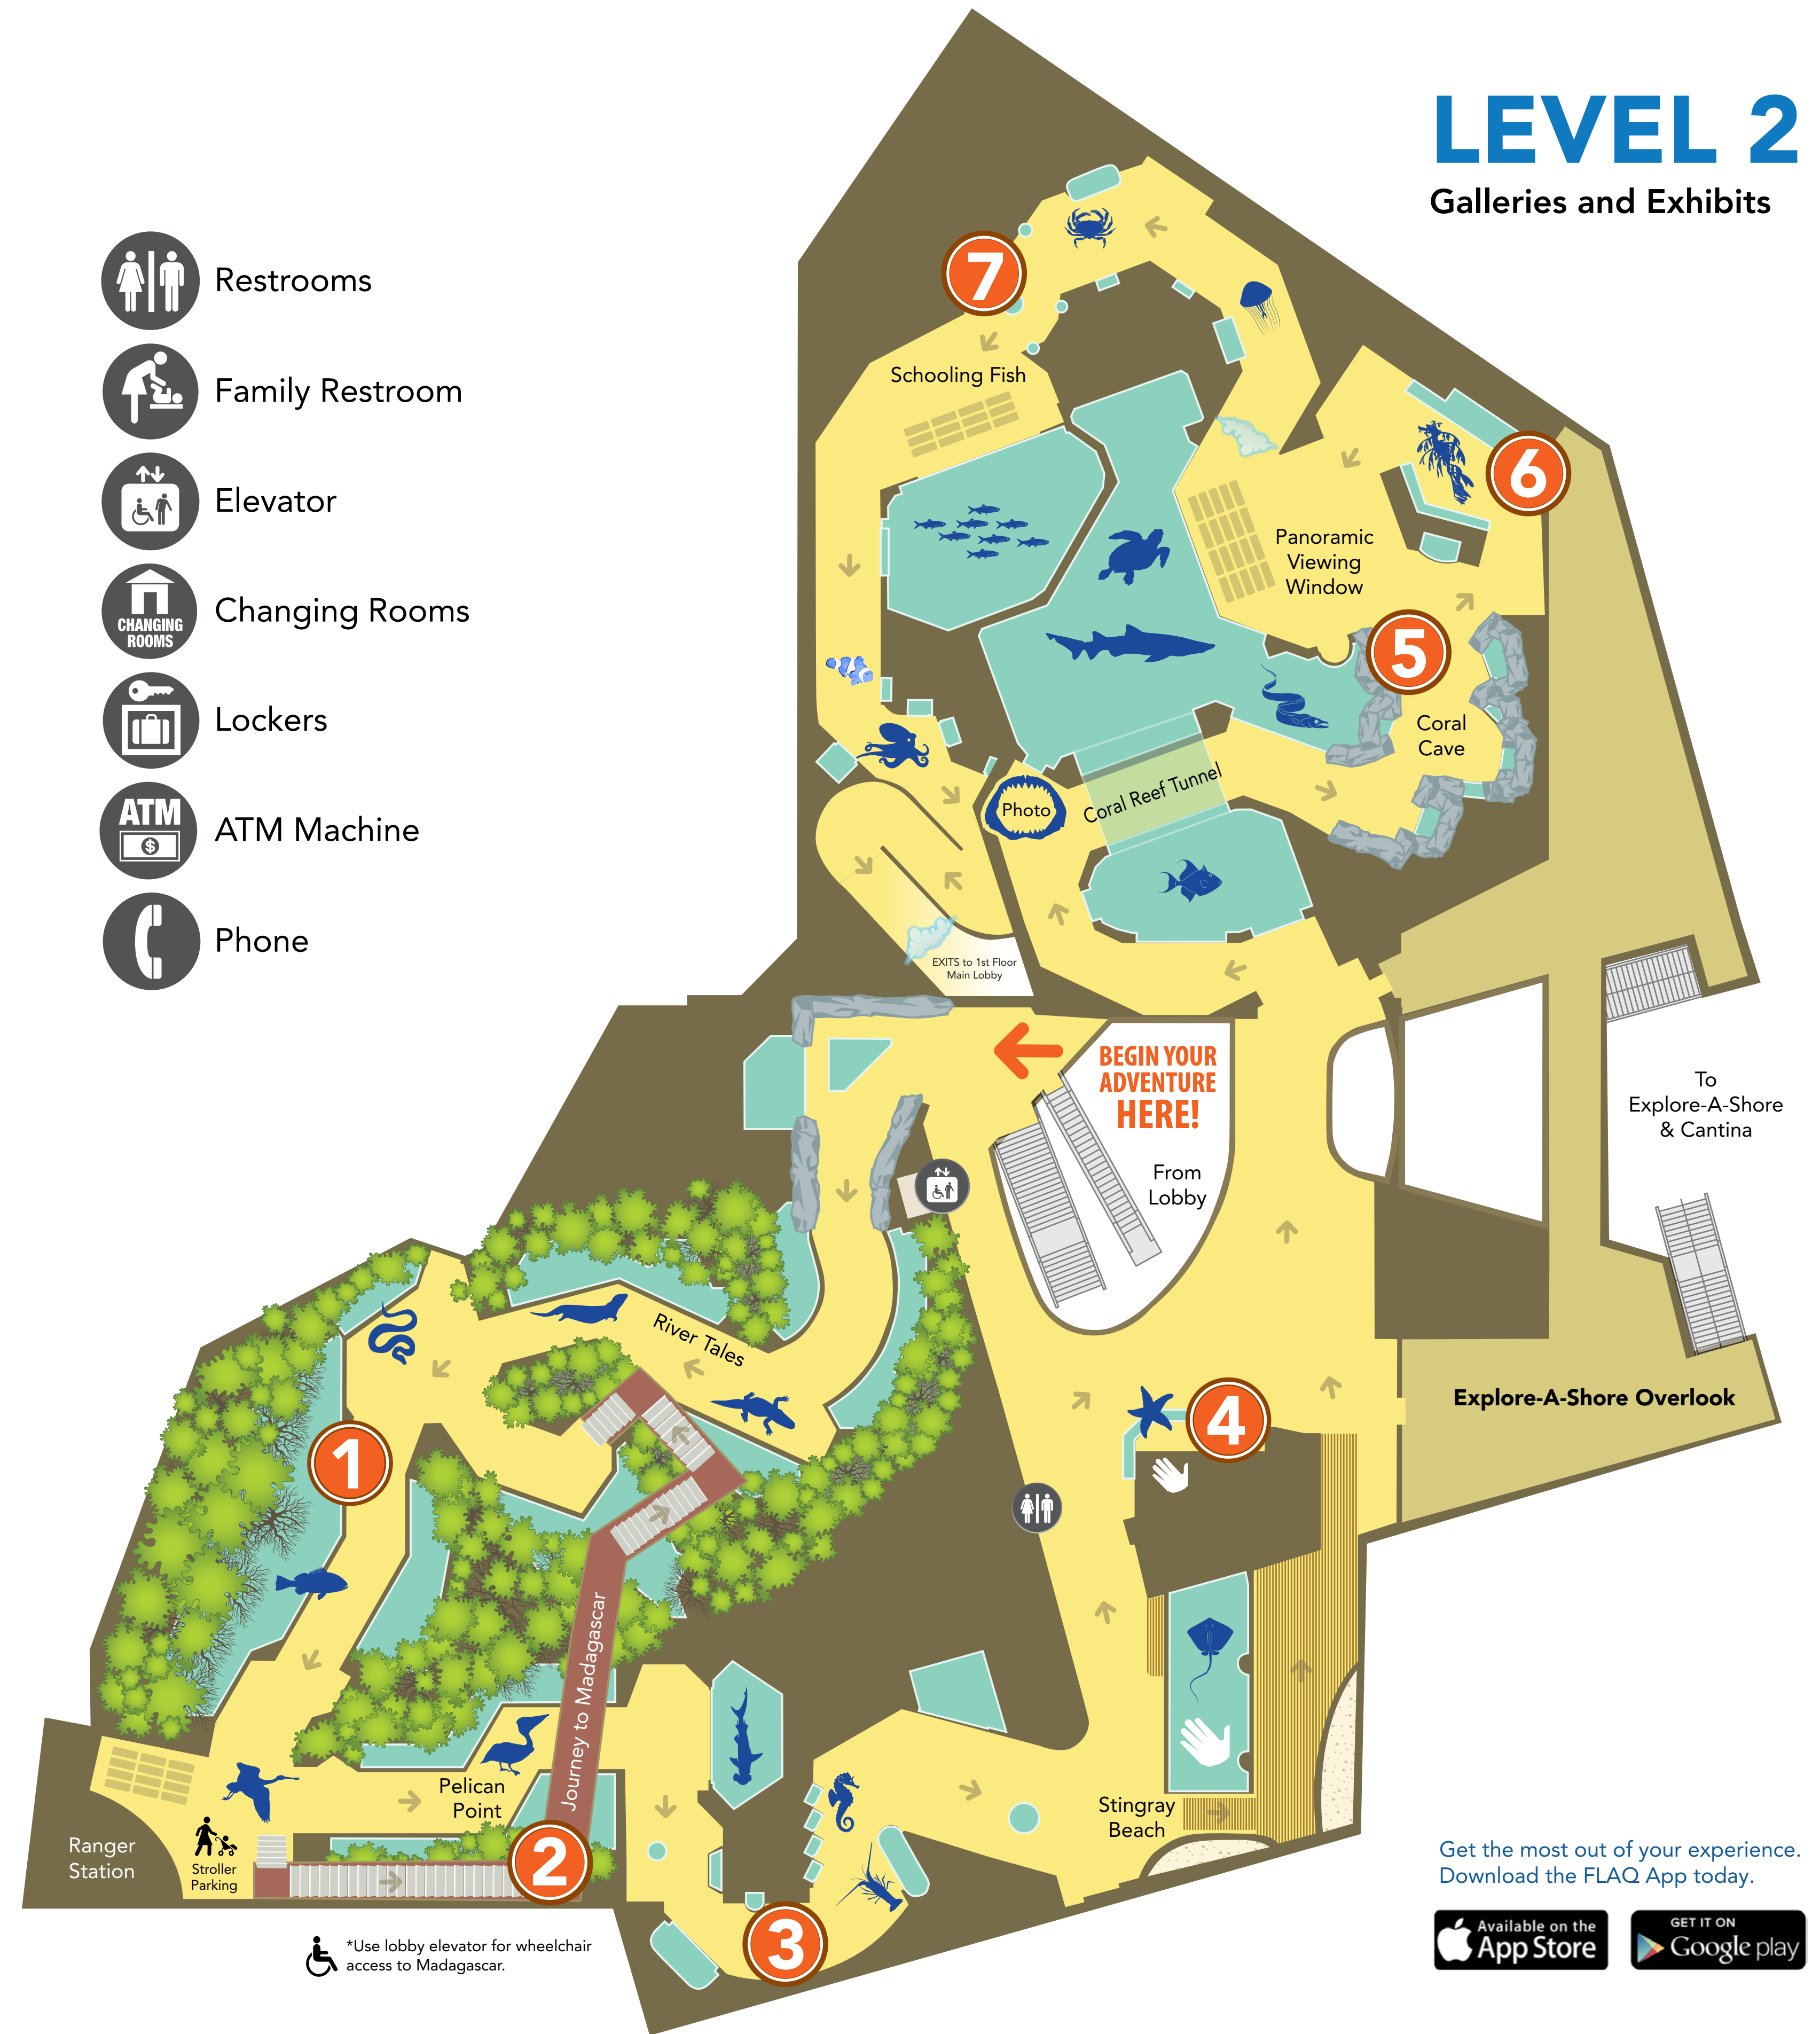 LEVEL 2
Galleries and Exhibits
Restrooms
Family Restroom
Elevator
CHANGING
ROOMS
Changing Rooms
Lockers
ATM
$
ATM Machine
Phone
7
Schooling Fish
6
Panoramic
Viewing
Window
5
Coral
Cave
Photo
Coral Reef Tunnel
EXITS to 1st Floor
Main Lobby
BEGIN YOUR
ADVENTURE
HERE!
From
Lobby
To
Explore-A-Shore
& Cantina
River Tales
Explore-A-Shore Overlook
4
1
Journey to Madagascar
Pelican
Point
Stingray
Beach
Ranger
Station
Stroller
Parking
2
3
*Use lobby elevator for wheelchair
access to Madagascar.
Get the most out of your experience.
Download the FLAQ App today.
Available on the
App Store
GET IT ON
Google play